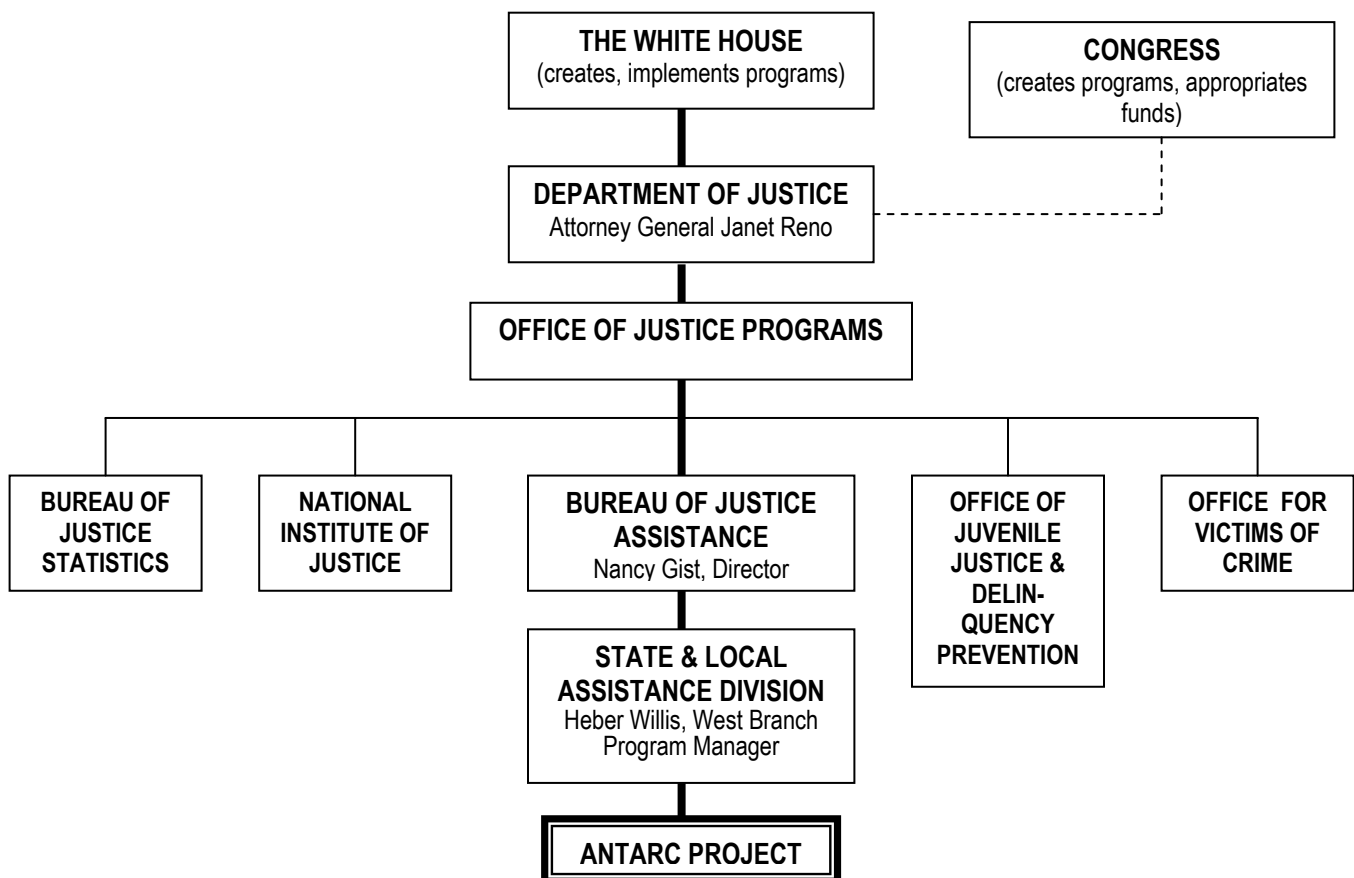 THE WHITE HOUSE
(creates, implements programs)
CONGRESS
(creates programs, appropriates
funds)
DEPARTMENT OF JUSTICE
Attorney General Janet Reno
OFFICE OF JUSTICE PROGRAMS
BUREAU OF
JUSTICE
STATISTICS
NATIONAL
INSTITUTE OF
JUSTICE
BUREAU OF JUSTICE
ASSISTANCE
Nancy Gist, Director
OFFICE OF
JUVENILE
JUSTICE &
DELIN-
QUENCY
PREVENTION
OFFICE FOR
VICTIMS OF
CRIME
STATE & LOCAL
ASSISTANCE DIVISION
Heber Willis, West Branch
Program Manager
ANTARC PROJECT